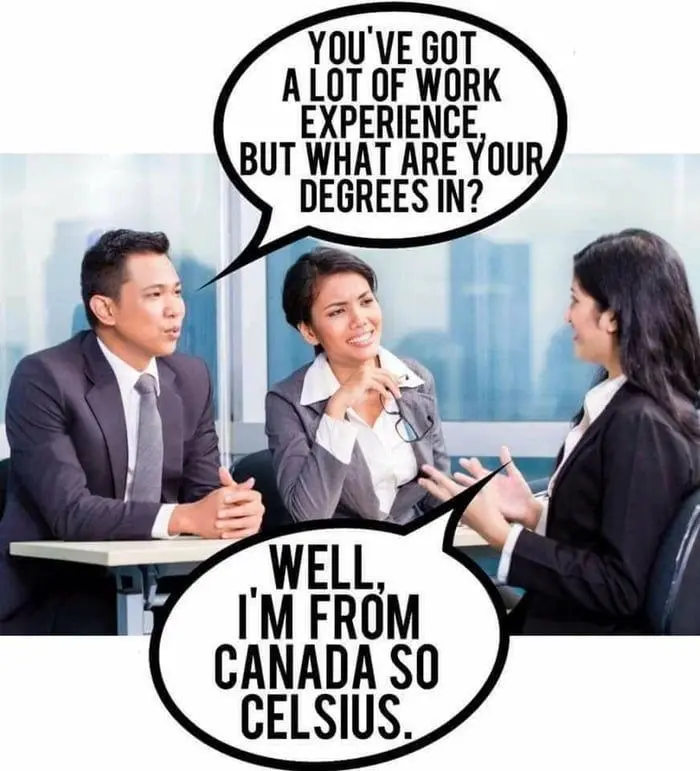 YOU'VE GOT
A LOT OF WORK
EXPERIENCE,
BUT WHAT ARE YOUR
DEGREES IN?
WELL,
I'M FROM
CANADA SO
CELSIUS.